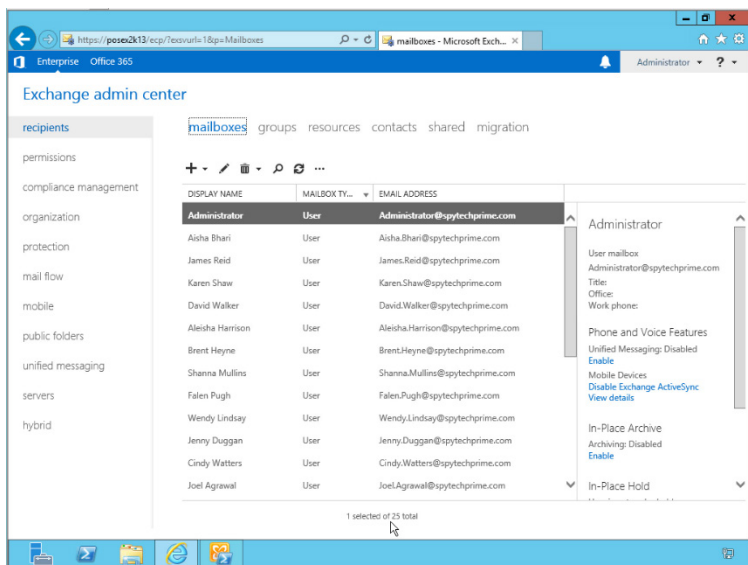 https://posex2k13/ecp/?exsvurl=1&p=Mailboxes
mailboxes - Microsoft Exch...
Enterprise Office 365
Administrator ?
Exchange admin center
recipients
permissions
compliance management
organization
protection
mail flow
mobile
public folders
unified messaging
servers
hybrid
mailboxes groups resources contacts shared migration
DISPLAY NAME MAILBOX TY... EMAIL ADDRESS
Administrator User Administrator@spytechprime.com
Aisha Bhari User Aisha.Bhari@spytechprime.com
James Reid User James.Reid@spytechprime.com
Karen Shaw User Karen.Shaw@spytechprime.com
David Walker User David.Walker@spytechprime.com
Aleisha Harrison User Aleisha.Harrison@spytechprime.com
Brent Heyne User Brent.Heyne@spytechprime.com
Shanna Mullins User Shanna.Mullins@spytechprime.com
Falen Pugh User Falen.Pugh@spytechprime.com
Wendy Lindsay User Wendy.Lindsay@spytechprime.com
Jenny Duggan User Jenny.Duggan@spytechprime.com
Cindy Watters User Cindy.Watters@spytechprime.com
Joel Agrawal User Joel.Agrawal@spytechprime.com
1 selected of 25 total
Administrator
User mailbox
Administrator@spytechprime.com
Title:
Office:
Work phone:
Phone and Voice Features
Unified Messaging: Disabled
Enable
Mobile Devices
Disable Exchange ActiveSync
View details
In-Place Archive
Archiving: Disabled
Enable
In-Place Hold